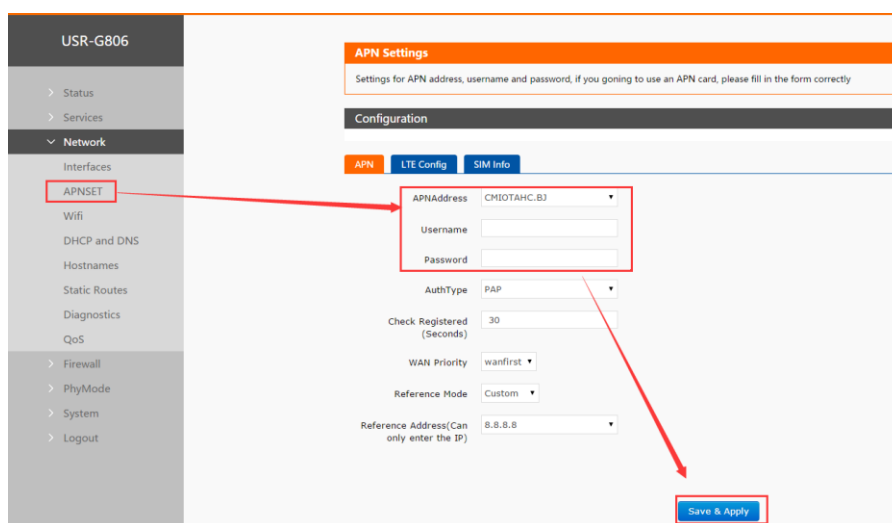 USR-G806
Status
Services
Network
Interfaces
APNSET
Wifi
DHCP and DNS
Hostnames
Static Routes
Diagnostics
QoS
Firewall
PhyMode
System
Logout
APN Settings
Settings for APN address, username and password, if you goning to use an APN card, please fill in the form correctly
Configuration
APN LTE Config SIM Info
APNAddress CMIOTAHC.BJ
Username
Password
AuthType PAP
Check Registered 30
(Seconds)
WAN Priority wanfirst
Reference Mode Custom
Reference Address(Can 8.8.8.8
only enter the IP)
Save & Apply